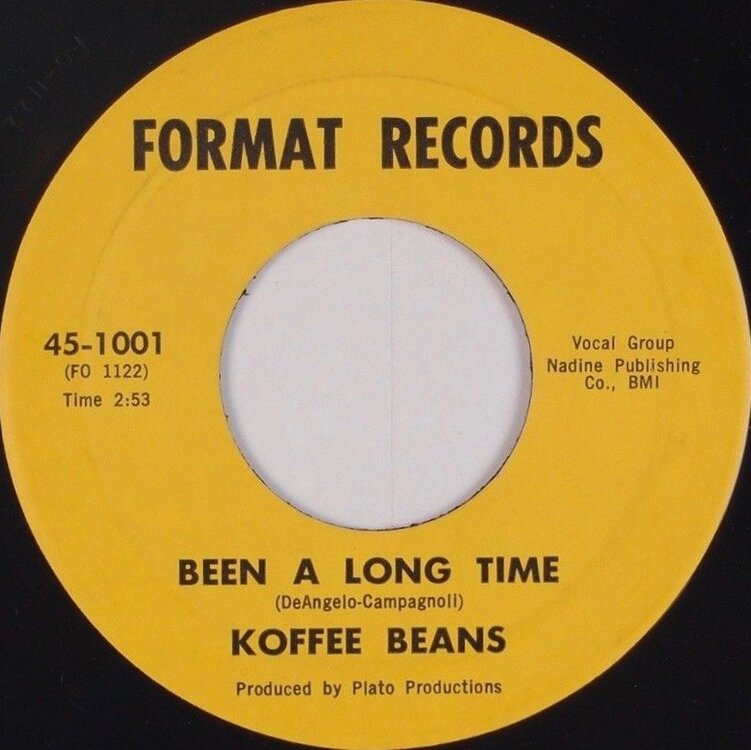 FORMAT RECORDS
45-1001
(FO 1122)
Time 2:53
Vocal Group
Nadine Publishing
Co., BMI
BEEN A LONG TIME
(DeAngelo-Campagnoli)
KOFFEE BEANS
Produced by Plato Productions